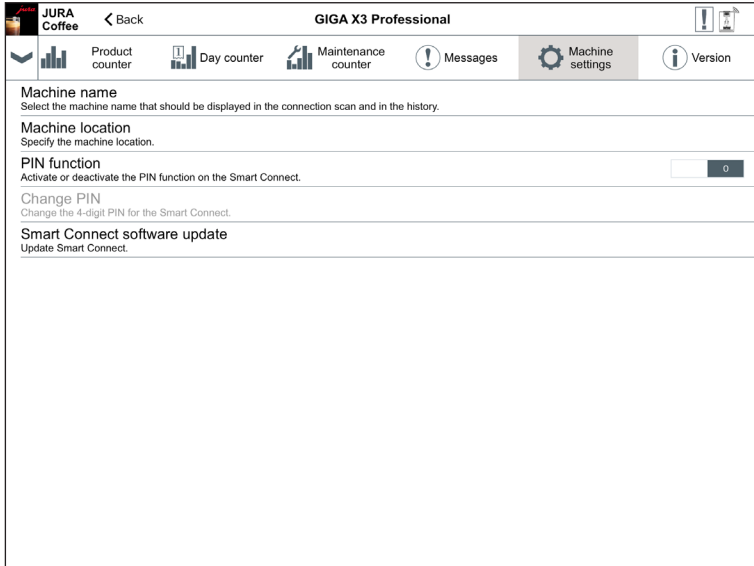 jura
JURA
Coffee
Back
GIGA X3 Professional
Product
counter
1
Day counter
Maintenance
counter
Messages
Machine
settings
Version
Machine name
Select the machine name that should be displayed in the connection scan and in the history.
Machine location
Specify the machine location.
PIN function
Activate or deactivate the PIN function on the Smart Connect.
0
Change PIN
Change the 4-digit PIN for the Smart Connect.
Smart Connect software update
Update Smart Connect.